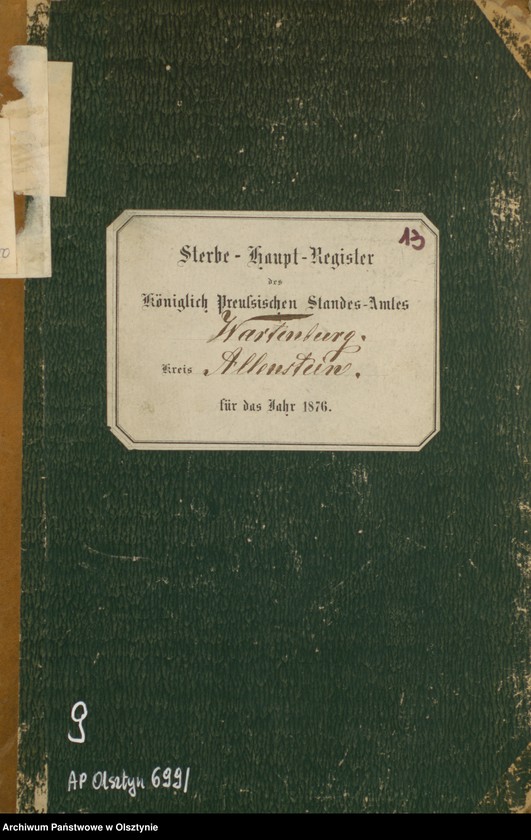 13
Sterbe-Haupt-Register
des
Königlich Preußischen Standes-Amtes
Wartenburg.
Kreis Allenstein.
für das Jahr 1876.
9
AP Olsztyn 699/
Archiwum Państwowe w Olsztynie